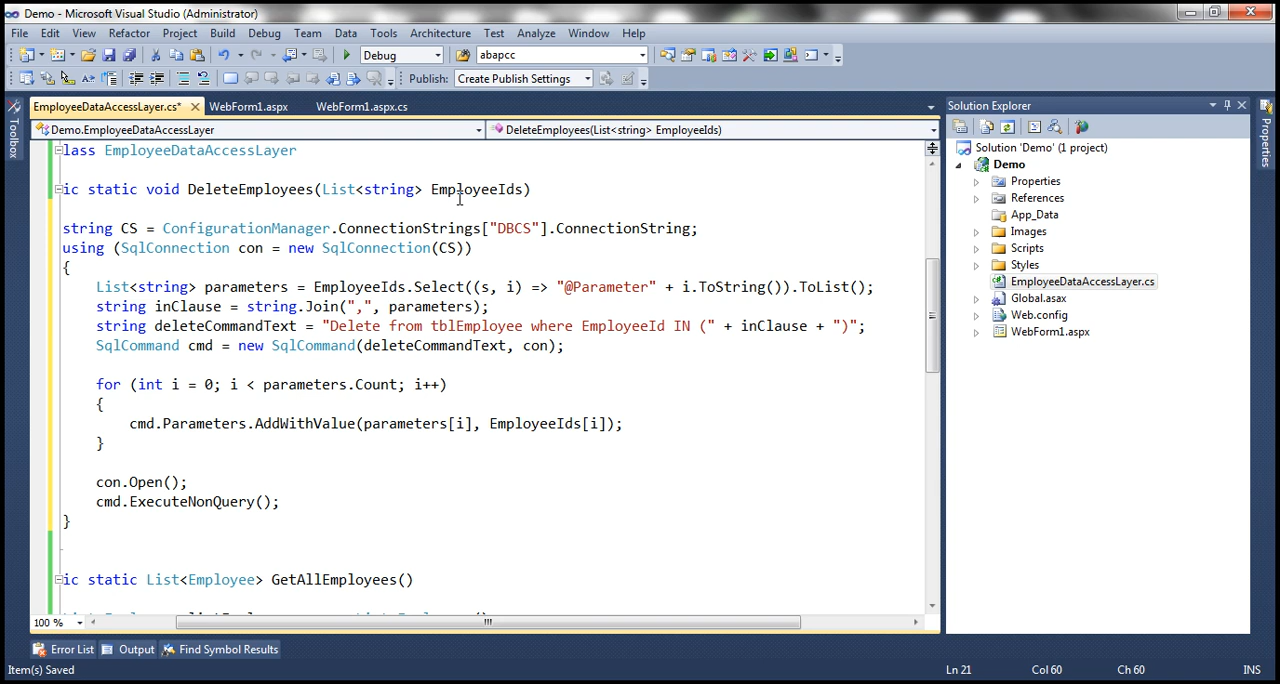 Demo - Microsoft Visual Studio (Administrator)
File Edit View Refactor Project Build Debug Team Data Tools Architecture Test Analyze Window Help
Debug abapcc
Publish: Create Publish Settings
EmployeeDataAccessLayer.cs* WebForm1.aspx WebForm1.aspx.cs
Demo.EmployeeDataAccessLayer DeleteEmployees(List<string> EmployeeIds)
lass EmployeeDataAccessLayer
ic static void DeleteEmployees(List<string> EmployeeIds)
string CS = ConfigurationManager.ConnectionStrings["DBCS"].ConnectionString;
using (SqlConnection con = new SqlConnection(CS))
{
List<string> parameters = EmployeeIds.Select((s, i) => "@Parameter" + i.ToString()).ToList();
string inClause = string.Join(",", parameters);
string deleteCommandText = "Delete from tblEmployee where EmployeeId IN (" + inClause + ")";
SqlCommand cmd = new SqlCommand(deleteCommandText, con);
for (int i = 0; i < parameters.Count; i++)
{
cmd.Parameters.AddWithValue(parameters[i], EmployeeIds[i]);
}
con.Open();
cmd.ExecuteNonQuery();
}
ic static List<Employee> GetAllEmployees()
100 %
Toolbox
Solution Explorer
Solution 'Demo' (1 project)
Demo
Properties
References
App_Data
Images
Scripts
Styles
EmployeeDataAccessLayer.cs
Global.asax
Web.config
WebForm1.aspx
Properties
Error List Output Find Symbol Results
Item(s) Saved Ln 21 Col 60 Ch 60 INS